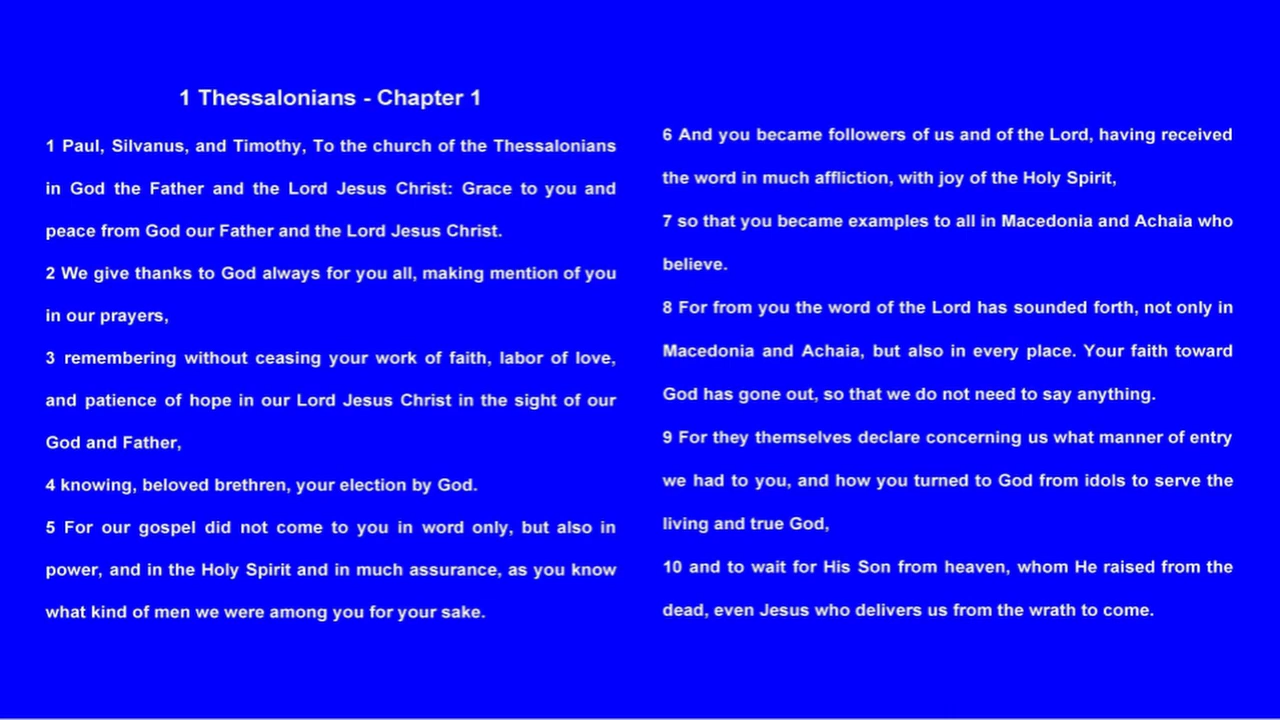 1 Thessalonians - Chapter 1
1 Paul, Silvanus, and Timothy, To the church of the Thessalonians
in God the Father and the Lord Jesus Christ: Grace to you and
peace from God our Father and the Lord Jesus Christ.
2 We give thanks to God always for you all, making mention of you
in our prayers,
3 remembering without ceasing your work of faith, labor of love,
and patience of hope in our Lord Jesus Christ in the sight of our
God and Father,
4 knowing, beloved brethren, your election by God.
5 For our gospel did not come to you in word only, but also in
power, and in the Holy Spirit and in much assurance, as you know
what kind of men we were among you for your sake.
6 And you became followers of us and of the Lord, having received
the word in much affliction, with joy of the Holy Spirit,
7 so that you became examples to all in Macedonia and Achaia who
believe.
8 For from you the word of the Lord has sounded forth, not only in
Macedonia and Achaia, but also in every place. Your faith toward
God has gone out, so that we do not need to say anything.
9 For they themselves declare concerning us what manner of entry
we had to you, and how you turned to God from idols to serve the
living and true God,
10 and to wait for His Son from heaven, whom He raised from the
dead, even Jesus who delivers us from the wrath to come.